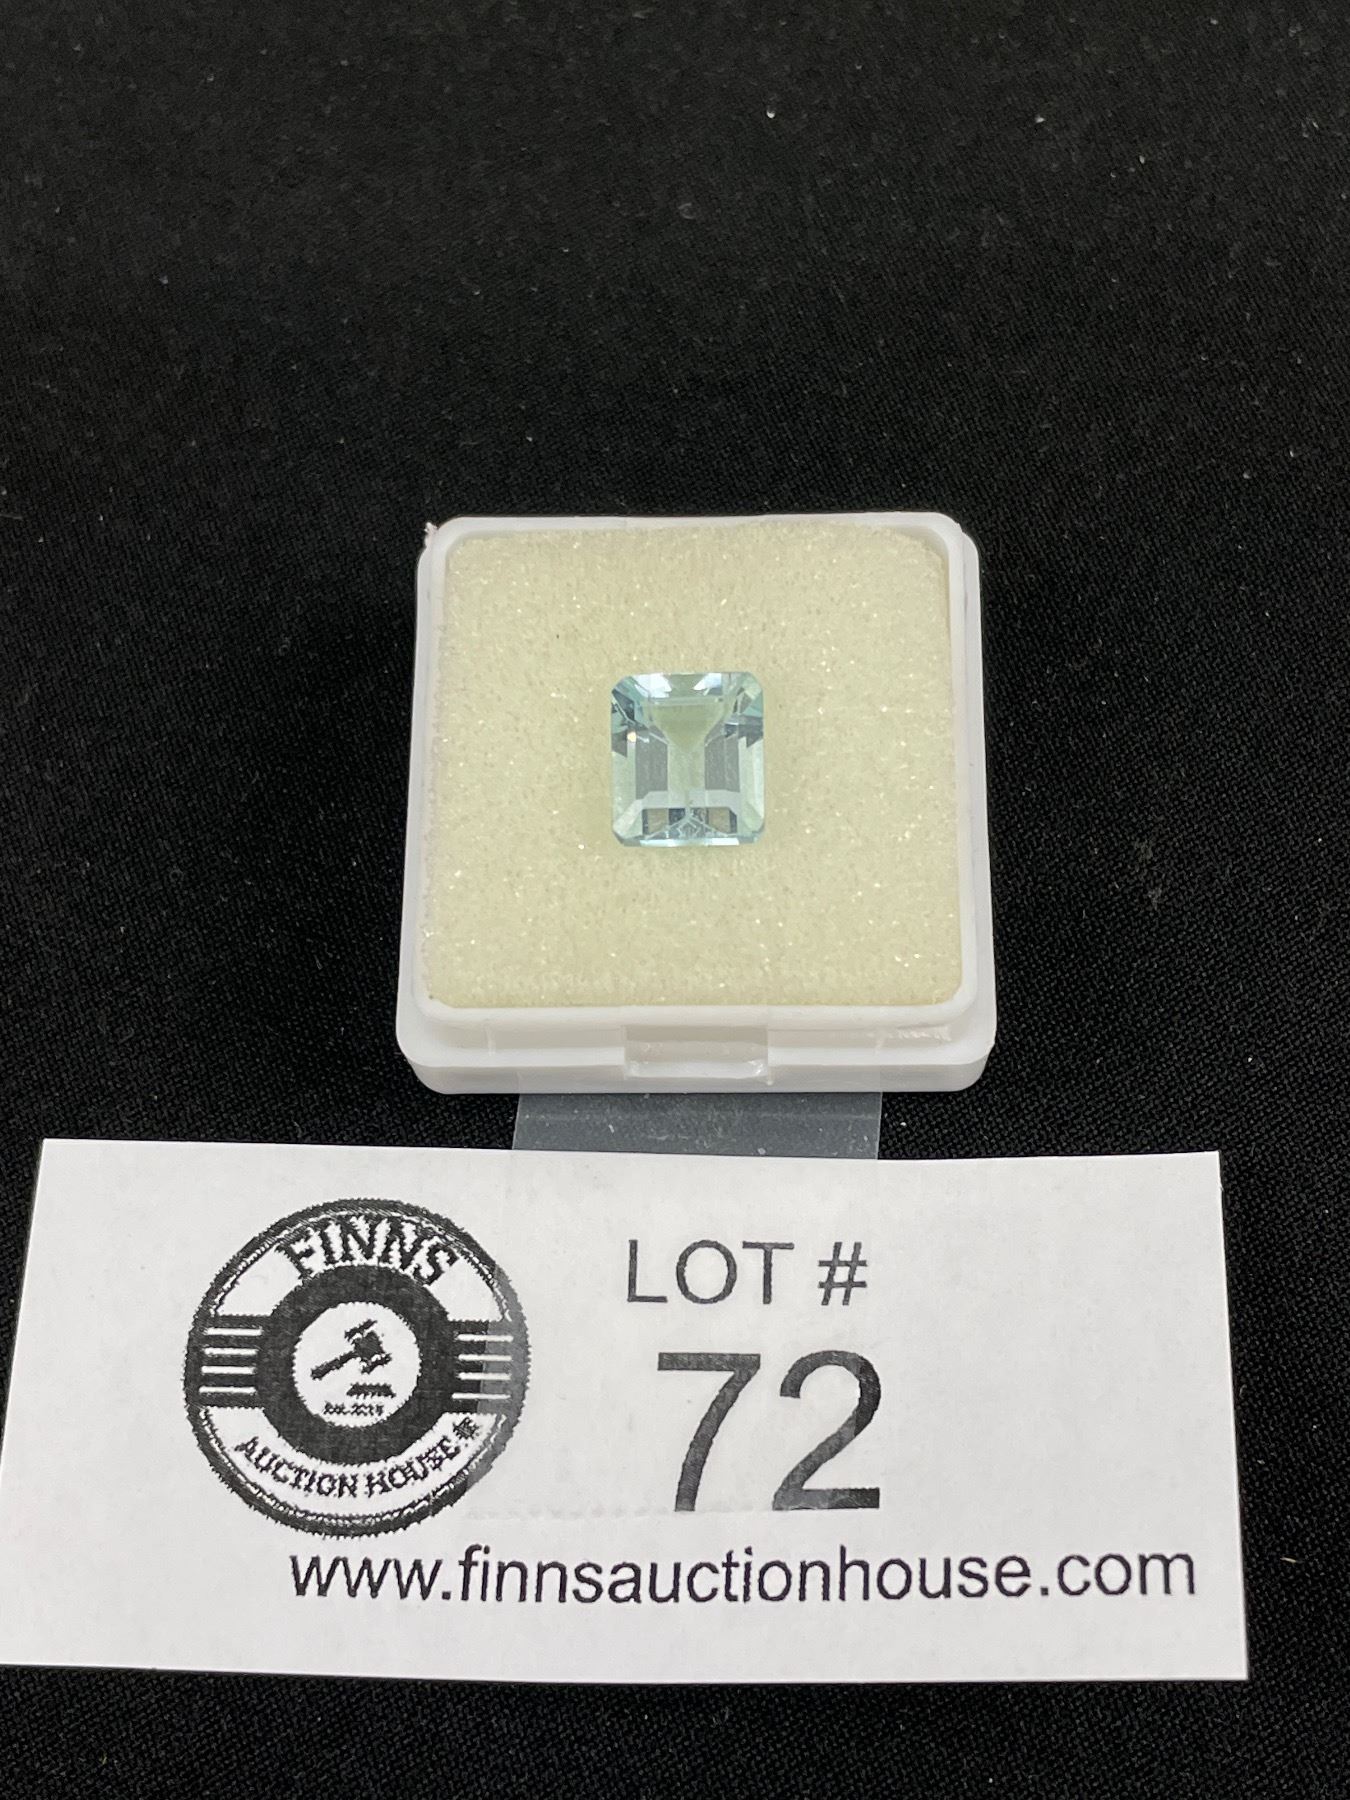 FINNS
AUCTION HOUSE
LOT #
72
www.finnsauctionhouse.com